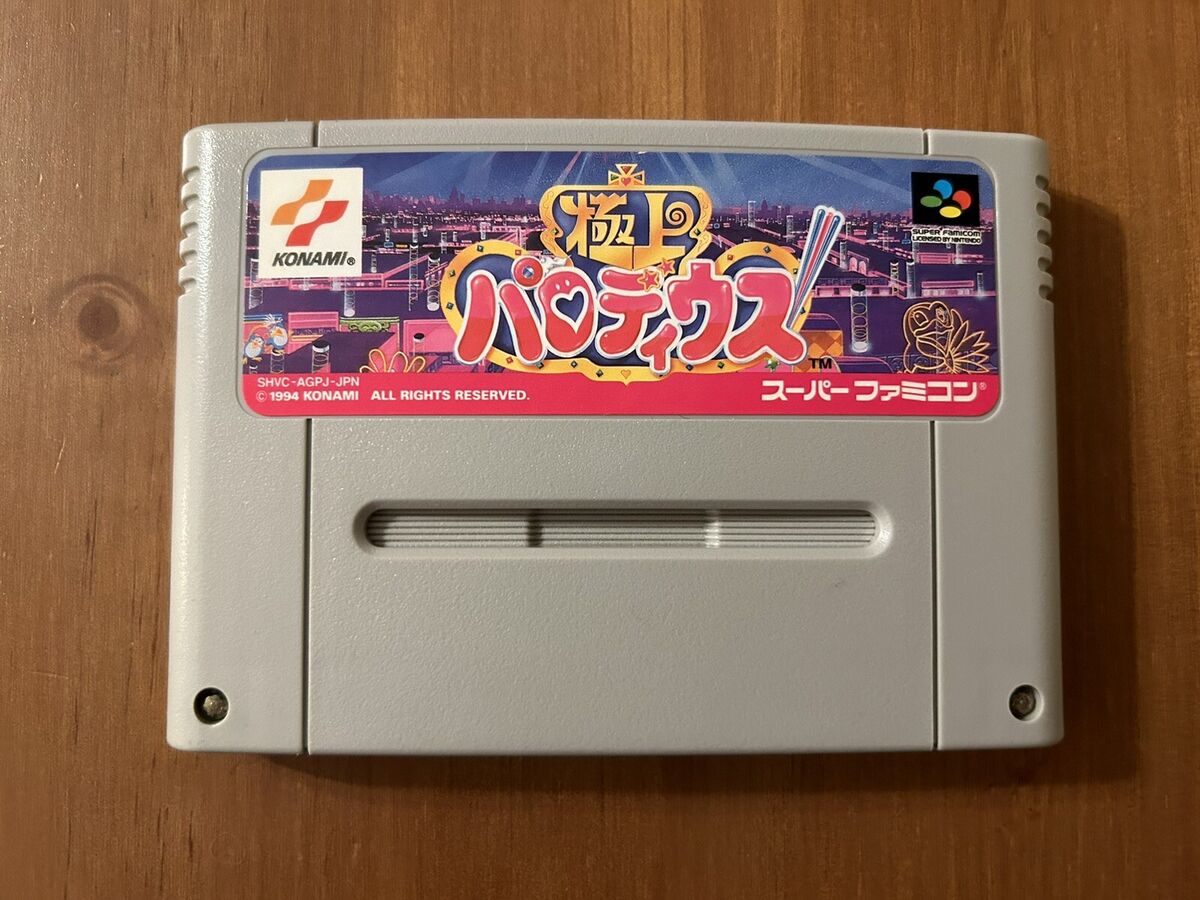 KONAMI®
極上
パロディウス!
TM
SUPER FAMICOM
LICENSED BY NINTENDO
SHVC-AGPJ-JPN
© 1994 KONAMI ALL RIGHTS RESERVED.
スーパーファミコン®